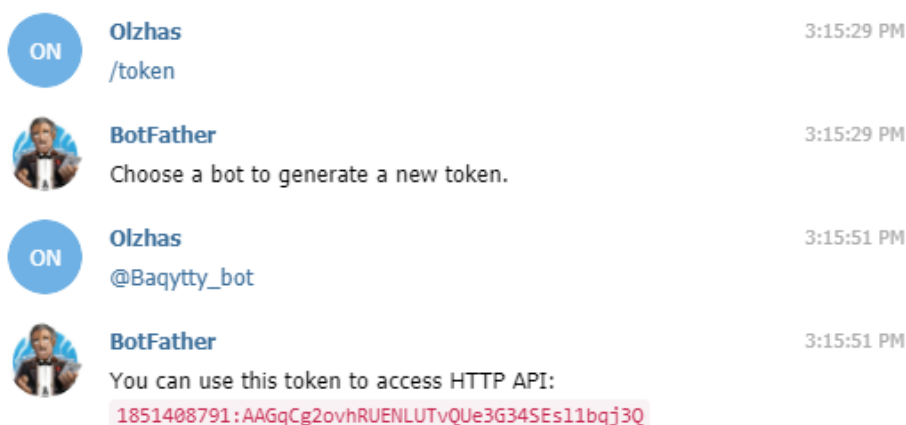 Olzhas 3:15:29 PM
ON
/token
BotFather 3:15:29 PM
Choose a bot to generate a new token.
Olzhas 3:15:51 PM
ON
@Baqytty_bot
BotFather 3:15:51 PM
You can use this token to access HTTP API:
1851408791:AAGqCg2ovhRUENLUTvQUe3G34SEsl1bqj3Q